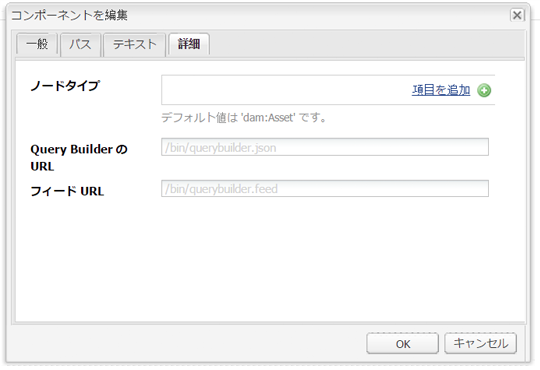 コンポーネントを編集
一般 パス テキスト 詳細
ノードタイプ
項目を追加
デフォルト値は 'dam:Asset' です。
Query Builder の
URL
/bin/querybuilder.json
フィード URL
/bin/querybuilder.feed
OK キャンセル